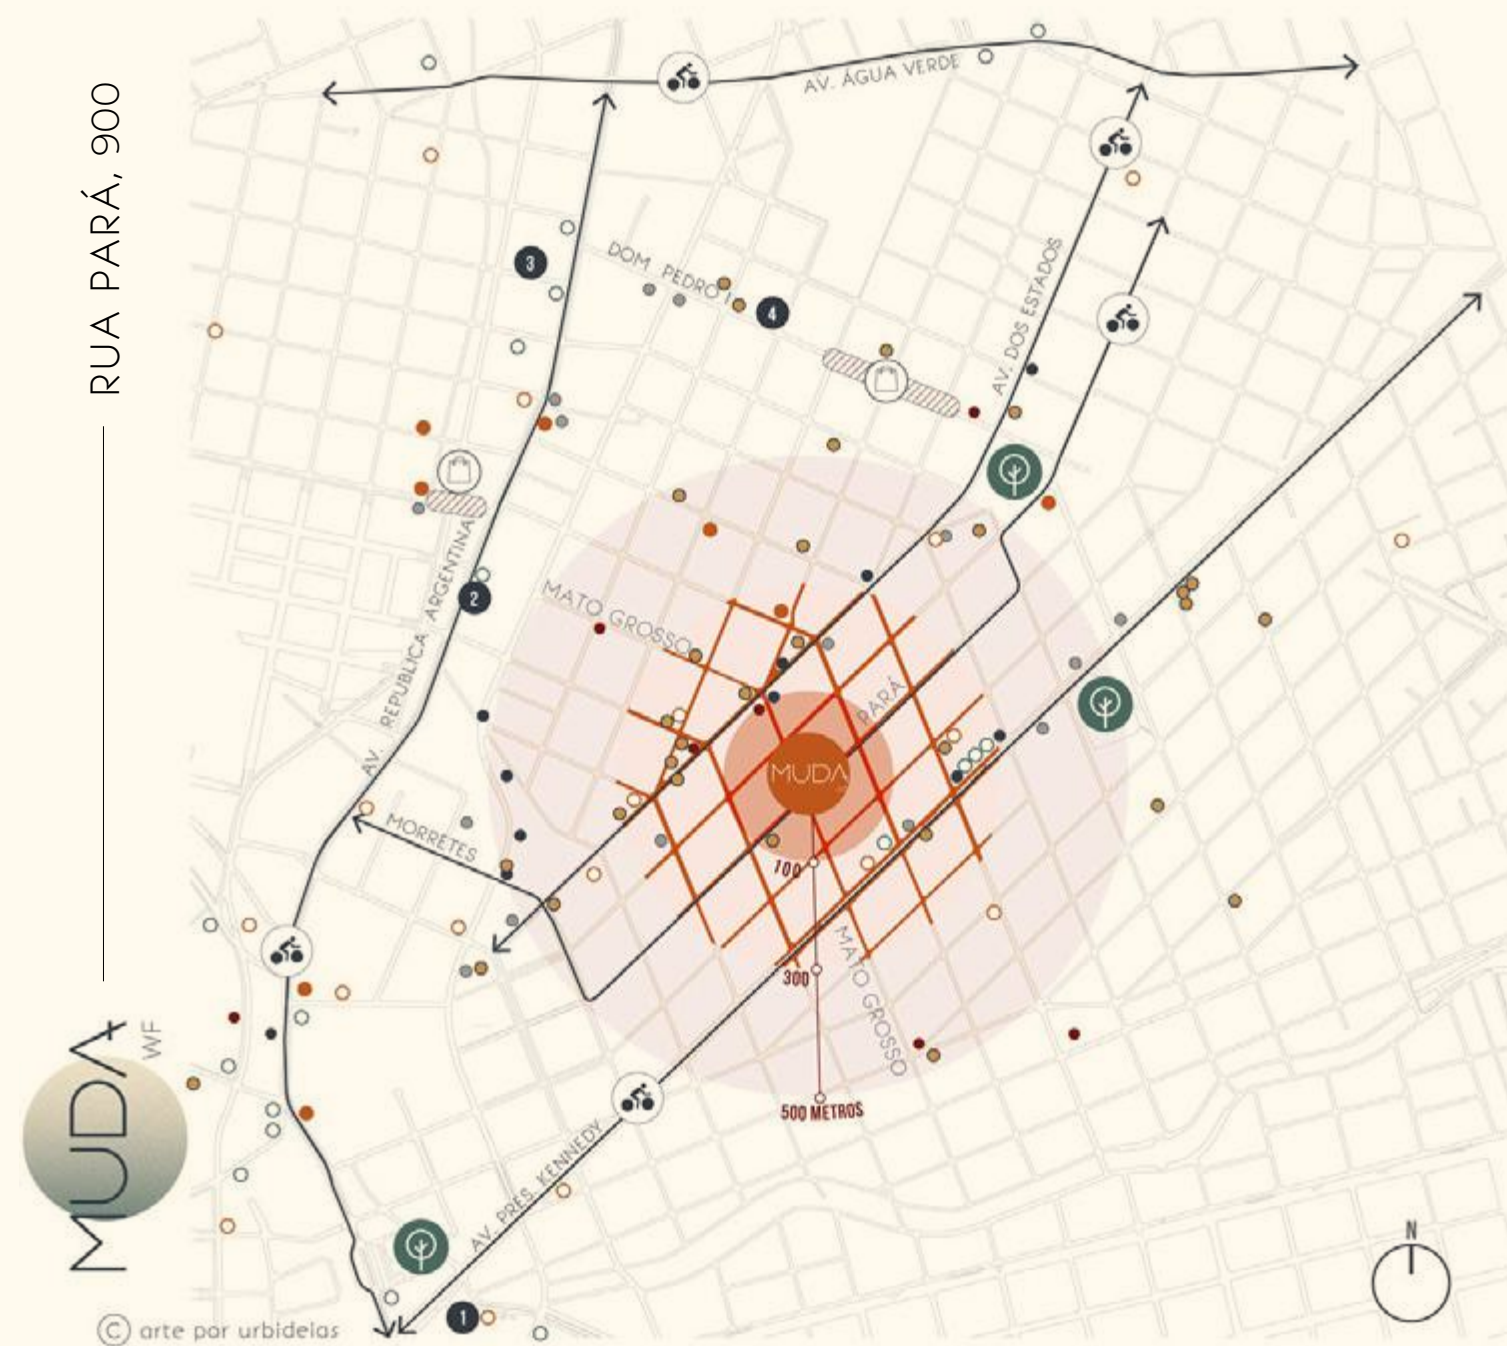 RUA PARÁ, 900
MUDA
WF
© arte por urbideias
AV. ÁGUA VERDE
DOM PEDRO I
AV. DOS ESTADOS
3
4
2
1
AV. REPUBLICA ARGENTINA
MATO GROSSO
PARÁ
MUDA
MORRETES
100
300
500 METROS
MATO GROSSO
AV. PRES. KENNEDY
N